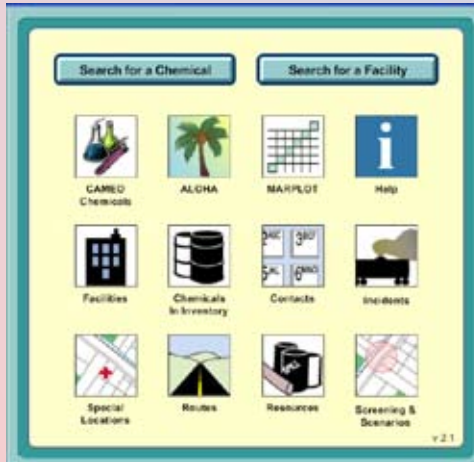 Search for a Chemical
Search for a Facility
CAMEO
Chemicals
ALOHA
MARPLOT
Help
Facilities
Chemicals
In Inventory
Contacts
Incidents
Special
Locations
Routes
Resources
Screening &
Scenarios
v 2.1